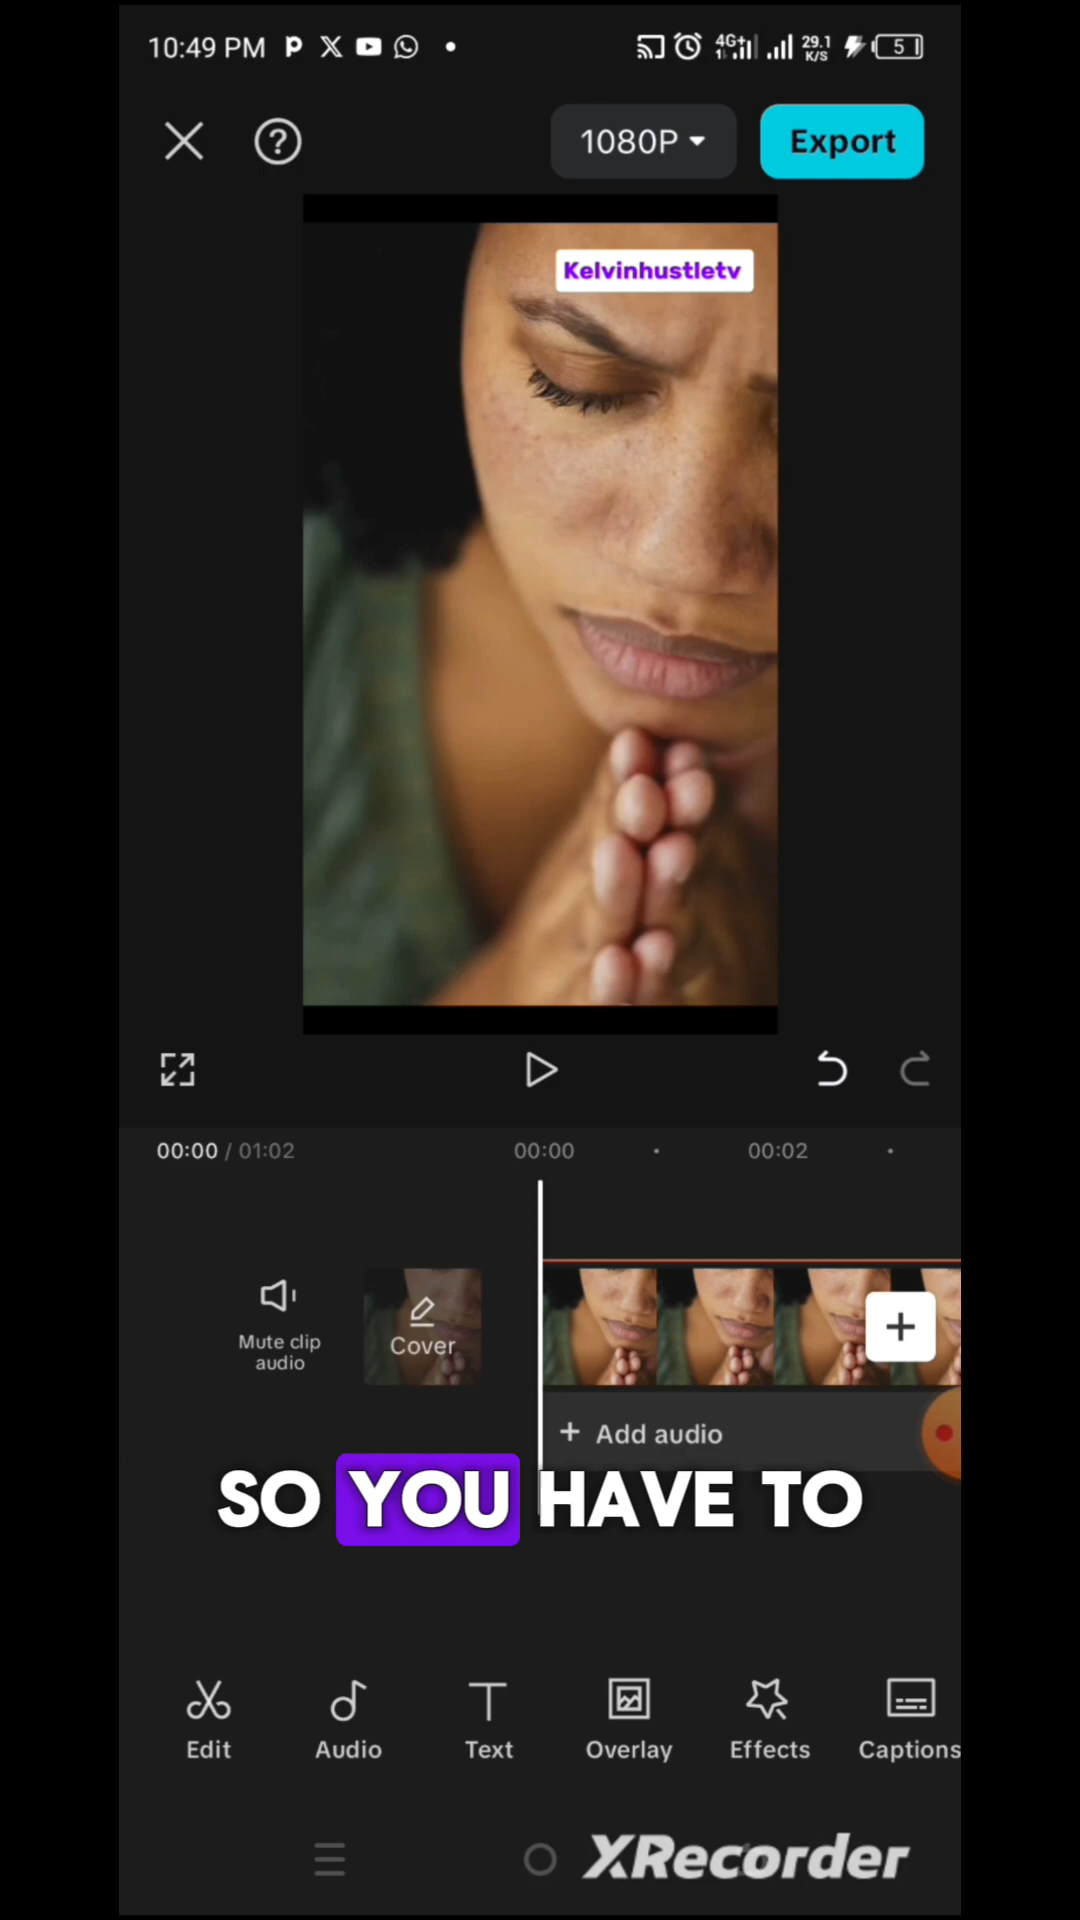 10:49 PM
4G+
29.1
K/S
5
1080P
Export
Kelvinhustletv
00:00 / 01:02
00:00
00:02
Mute clip
audio
Cover
+ Add audio
SO YOU HAVE TO
Edit
Audio
Text
Overlay
Effects
Captions
XRecorder